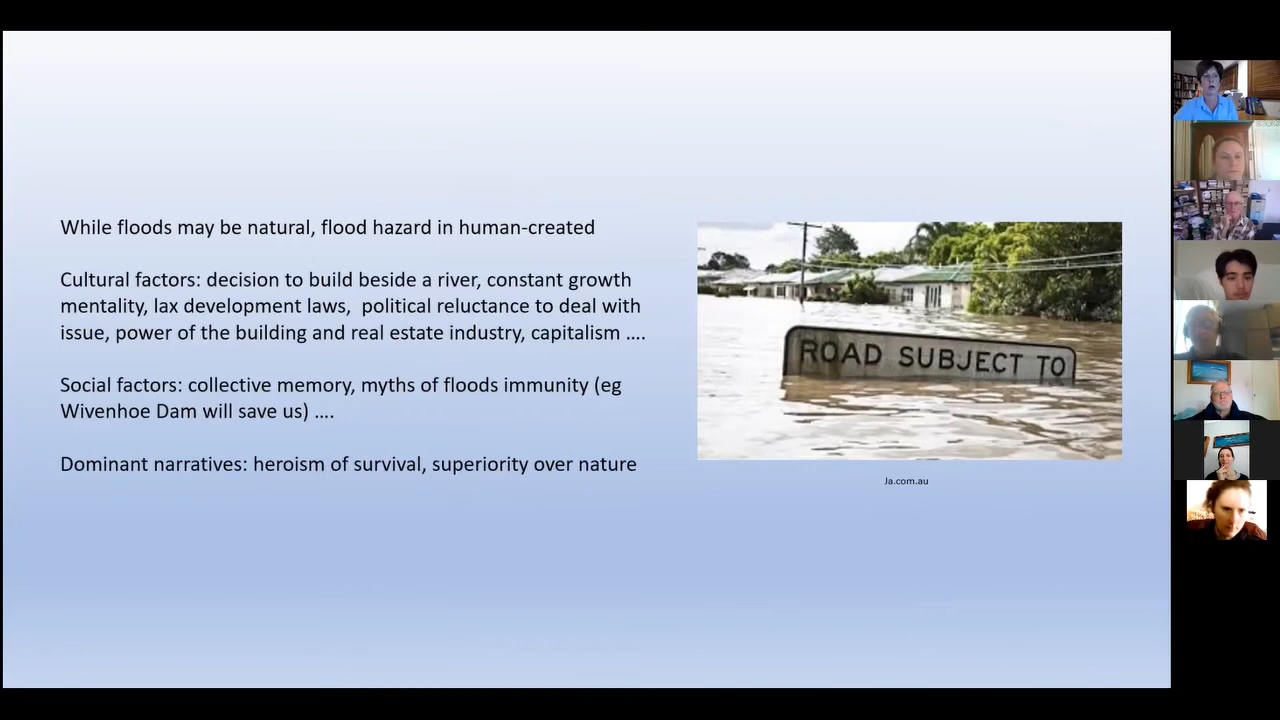 While floods may be natural, flood hazard in human-created
Cultural factors: decision to build beside a river, constant growth
mentality, lax development laws,  political reluctance to deal with
issue, power of the building and real estate industry, capitalism ....
Social factors: collective memory, myths of floods immunity (eg
Wivenhoe Dam will save us) ....
Dominant narratives: heroism of survival, superiority over nature
ROAD SUBJECT TO
Ja.com.au